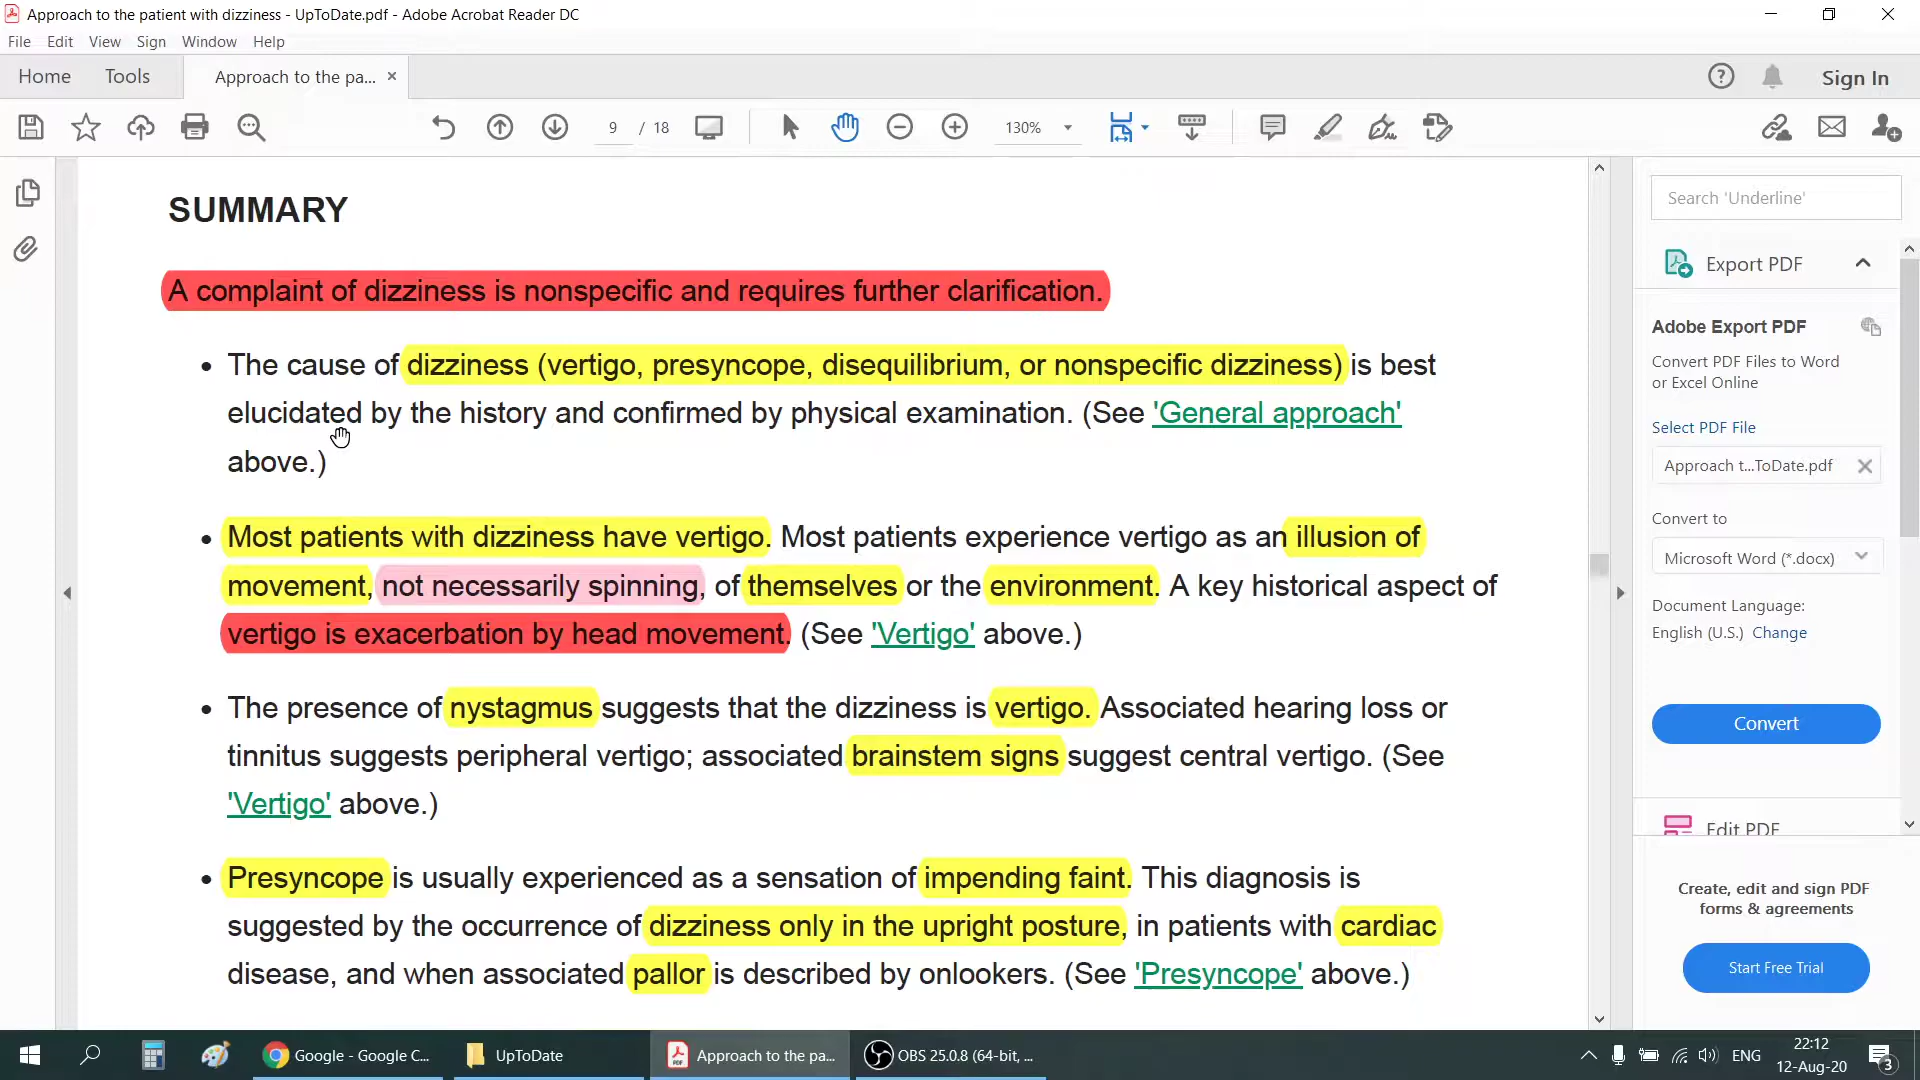 Approach to the patient with dizziness - UpToDate.pdf - Adobe Acrobat Reader DC
File Edit View Sign Window Help
Home Tools Approach to the pa... × Sign In
9 / 18 130%
SUMMARY
A complaint of dizziness is nonspecific and requires further clarification.
• The cause of dizziness (vertigo, presyncope, disequilibrium, or nonspecific dizziness) is best
elucidated by the history and confirmed by physical examination. (See 'General approach'
above.)
• Most patients with dizziness have vertigo. Most patients experience vertigo as an illusion of
movement, not necessarily spinning, of themselves or the environment. A key historical aspect of
vertigo is exacerbation by head movement. (See 'Vertigo' above.)
• The presence of nystagmus suggests that the dizziness is vertigo. Associated hearing loss or
tinnitus suggests peripheral vertigo; associated brainstem signs suggest central vertigo. (See
'Vertigo' above.)
• Presyncope is usually experienced as a sensation of impending faint. This diagnosis is
suggested by the occurrence of dizziness only in the upright posture, in patients with cardiac
disease, and when associated pallor is described by onlookers. (See 'Presyncope' above.)
Search 'Underline'
Export PDF
Adobe Export PDF
Convert PDF Files to Word
or Excel Online
Select PDF File
Approach t...ToDate.pdf
Convert to
Microsoft Word (*.docx)
Document Language:
English (U.S.) Change
Convert
Edit PDF
Create, edit and sign PDF
forms & agreements
Start Free Trial
Google - Google C... UpToDate Approach to the pa... OBS 25.0.8 (64-bit, ... ENG 22:12
12-Aug-20 3